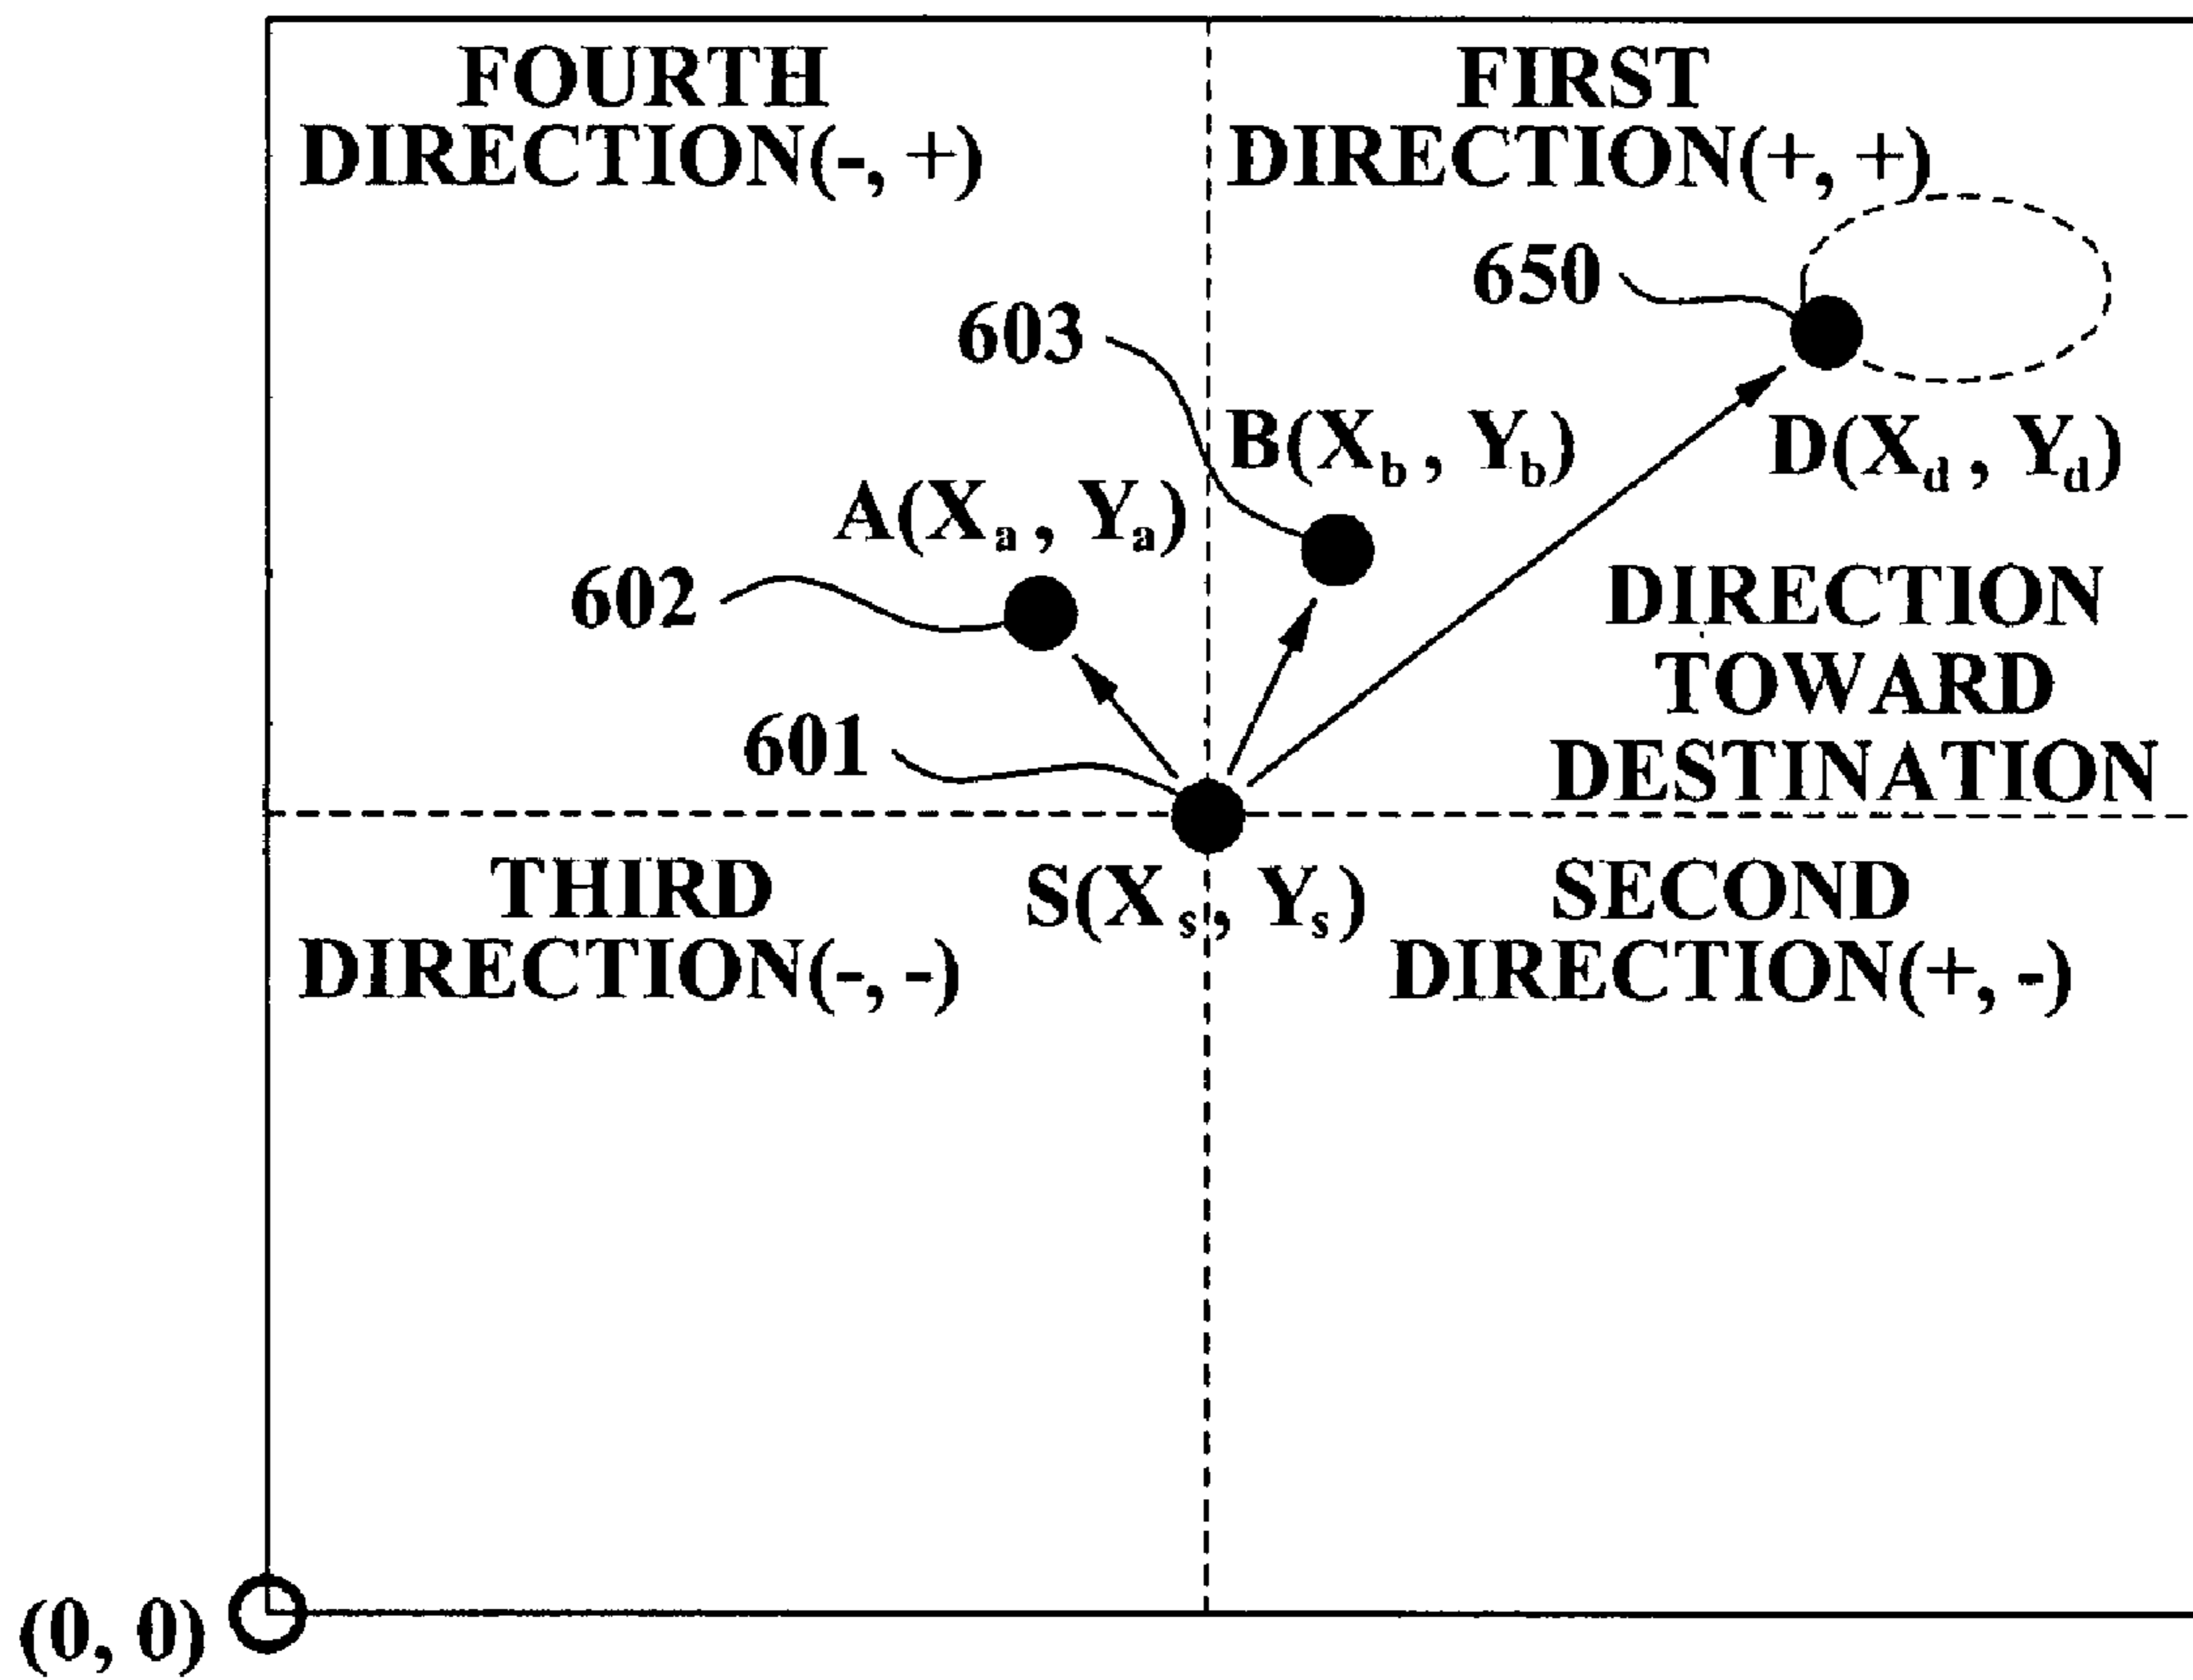 FOURTH
DIRECTION(-, +)
FIRST
DIRECTION(+, +)
650
603
B(Xb, Yb)
D(Xd, Yd)
A(Xa, Ya)
602
DIRECTION
TOWARD
DESTINATION
601
S(Xs, Ys)
THIRD
DIRECTION(-, -)
SECOND
DIRECTION(+, -)
(0, 0)